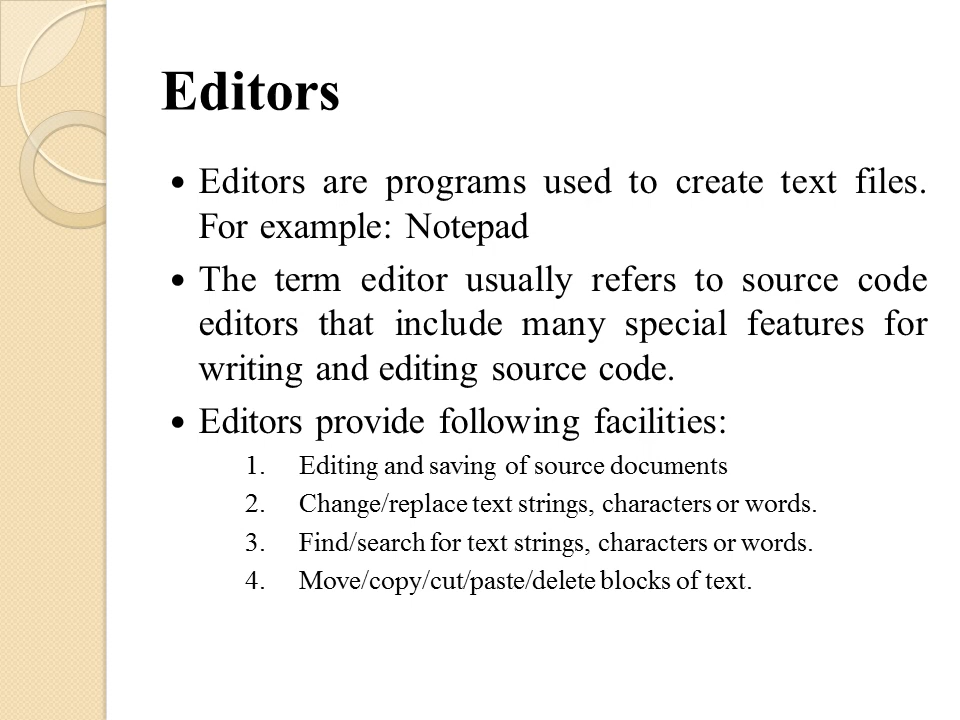 Editors
• Editors are programs used to create text files.
For example: Notepad
• The term editor usually refers to source code
editors that include many special features for
writing and editing source code.
• Editors provide following facilities:
1. Editing and saving of source documents
2. Change/replace text strings, characters or words.
3. Find/search for text strings, characters or words.
4. Move/copy/cut/paste/delete blocks of text.